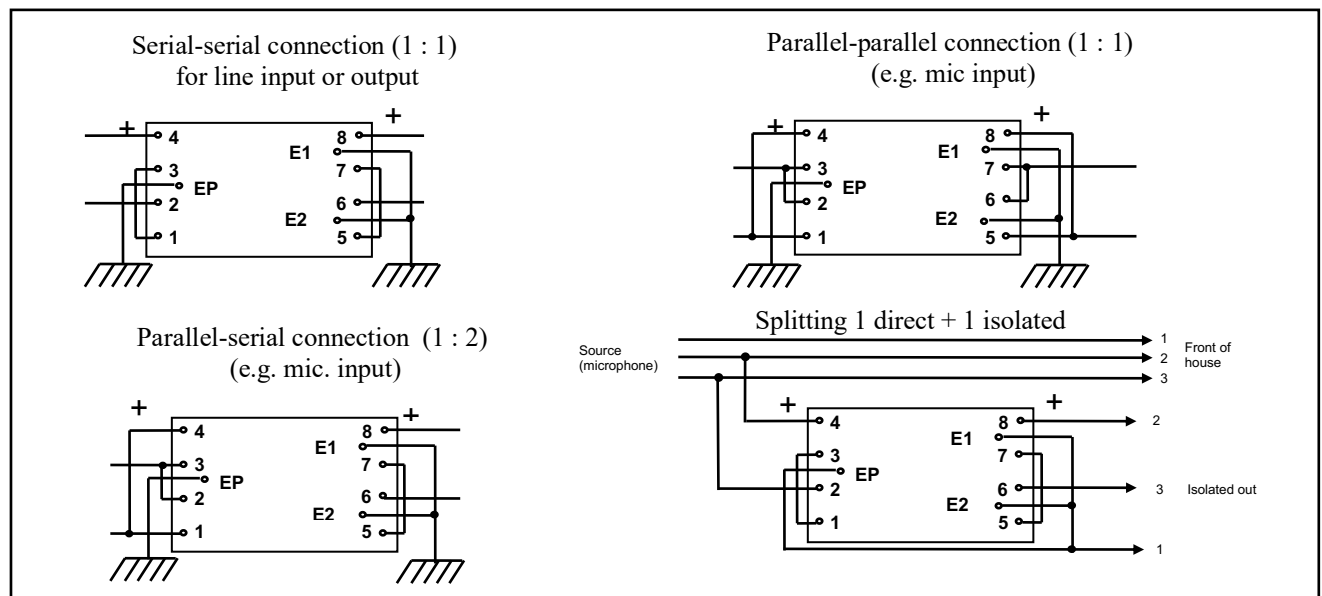 Serial-serial connection (1 : 1)
for line input or output
+
+
4
3
EP
2
1
8
E1
7
6
E2
5
Parallel-parallel connection (1 : 1)
(e.g. mic input)
+
+
4
3
EP
2
1
8
E1
7
6
E2
5
Parallel-serial connection (1 : 2)
(e.g. mic. input)
+
+
4
3
EP
2
1
8
E1
7
6
E2
5
Splitting 1 direct + 1 isolated
Source
(microphone)
1
2
3
Front of
house
+
+
4
3
EP
2
1
8
E1
7
6
E2
5
2
3 Isolated out
1